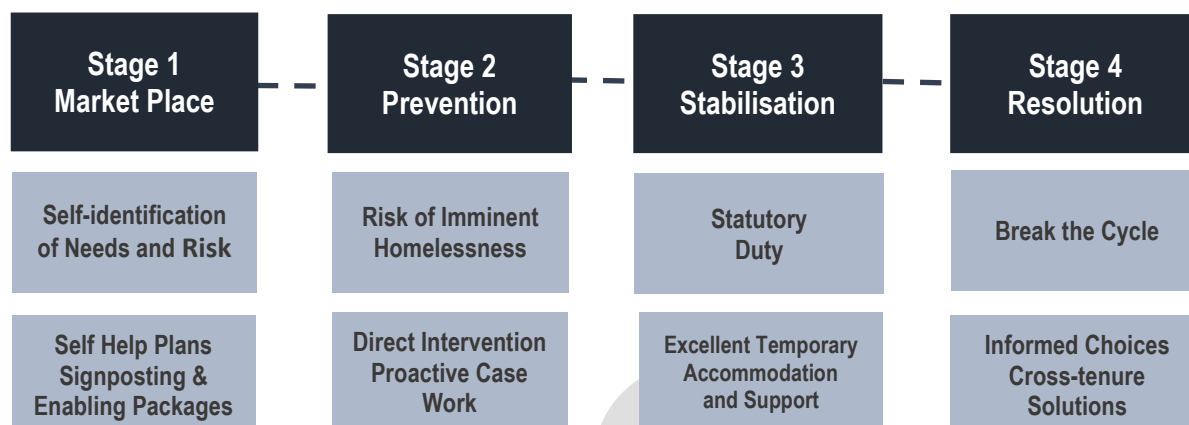 Stage 1
Market Place
Stage 2
Prevention
Stage 3
Stabilisation
Stage 4
Resolution
Self-identification
of Needs and Risk
Risk of Imminent
Homelessness
Statutory
Duty
Break the Cycle
Self Help Plans
Signposting &
Enabling Packages
Direct Intervention
Proactive Case
Work
Excellent Temporary
Accommodation
and Support
Informed Choices
Cross-tenure
Solutions